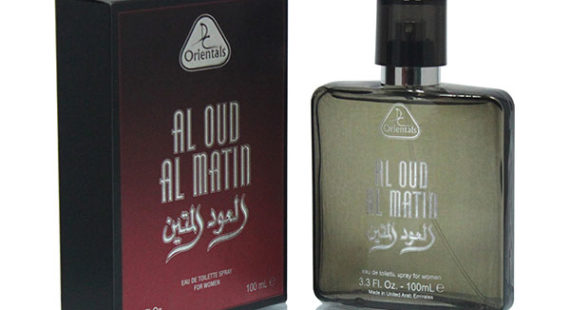 DC
Orientals
AL OUD
AL MATIN
العود المتين
EAU DE TOILETTE SPRAY
FOR WOMEN
100 mL ℮
DC
Orientals
AL OUD
AL MATIN
العود المتين
eau de toilette, spray for women
3.3 Fl. Oz. - 100mL ℮
Made in United Arab, Emirates